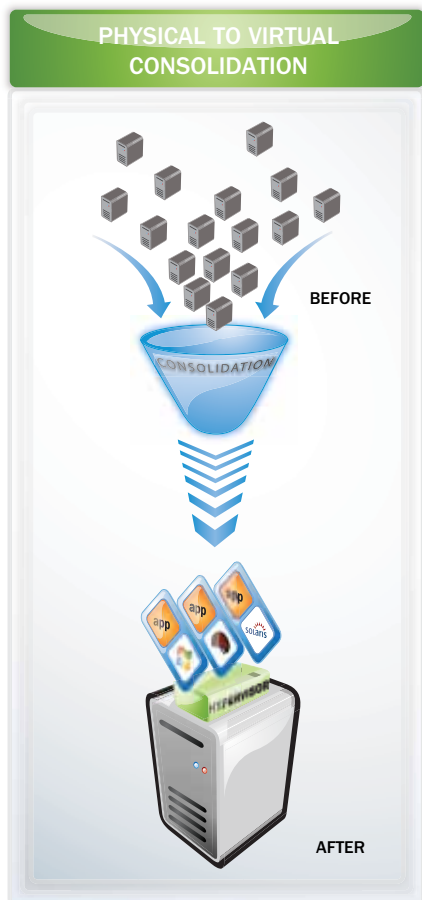 PHYSICAL TO VIRTUAL
CONSOLIDATION
BEFORE
CONSOLIDATION
app
app
app
solaris
HYPERVISOR
AFTER